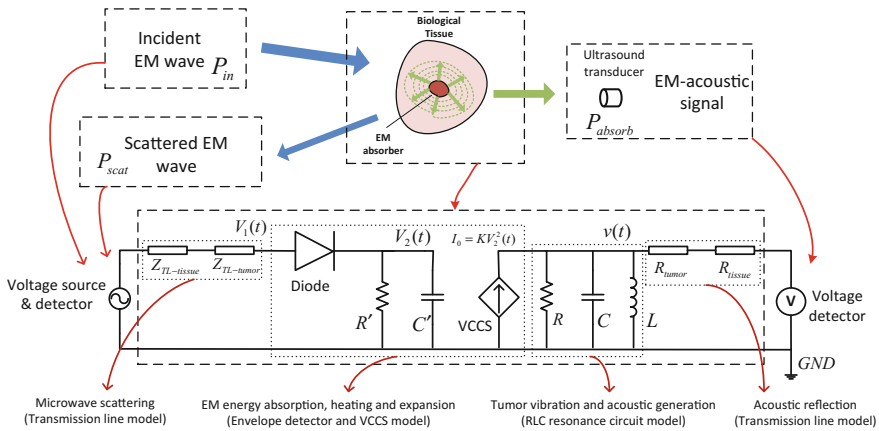 Incident
EM wave
P_in
Biological
Tissue
EM
absorber
Ultrasound
transducer
P_absorb
EM-acoustic
signal
Scattered EM
wave
P_scat
V_1(t)
V_2(t)
I_0 = KV_2^2(t)
v(t)
Z_TL-tissue
Z_TL-tumor
Diode
R'
C'
VCCS
R
C
L
R_tumor
R_tissue
Voltage source
& detector
V
Voltage
detector
GND
Microwave scattering
(Transmission line model)
EM energy absorption, heating and expansion
(Envelope detector and VCCS model)
Tumor vibration and acoustic generation
(RLC resonance circuit model)
Acoustic reflection
(Transmission line model)